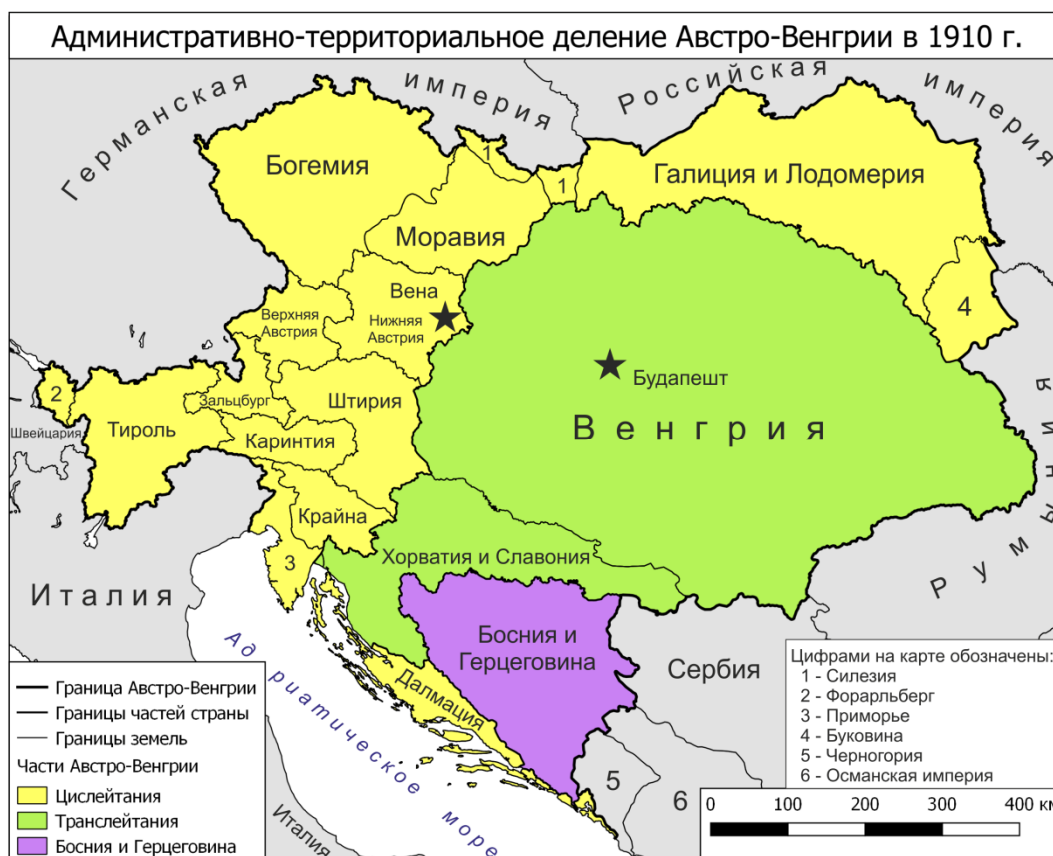 Административно-территориальное деление Австро-Венгрии в 1910 г.
Германская империя
Российская империя
Богемия
1
1
Галиция и Лодомерия
Моравия
Вена
4
Верхняя
Австрия
Нижняя
Австрия
Будапешт
2
Зальцбург
Штирия
Швейцария
Тироль
Каринтия
Венгрия
Румыния
Крайна
3
Хорватия и Славония
Италия
Босния и
Герцеговина
Сербия
Далмация
Адриатическое море
5
6
Италия
Граница Австро-Венгрии
Границы частей страны
Границы земель
Части Австро-Венгрии
Цислейтания
Транслейтания
Босния и Герцеговина
Цифрами на карте обозначены:
1 - Силезия
2 - Форарльберг
3 - Приморье
4 - Буковина
5 - Черногория
6 - Османская империя
0 100 200 300 400 км